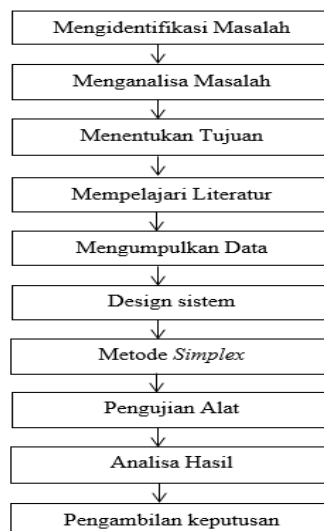 Mengidentifikasi Masalah
Menganalisa Masalah
Menentukan Tujuan
Mempelajari Literatur
Mengumpulkan Data
Design sistem
Metode Simplex
Pengujian Alat
Analisa Hasil
Pengambilan keputusan